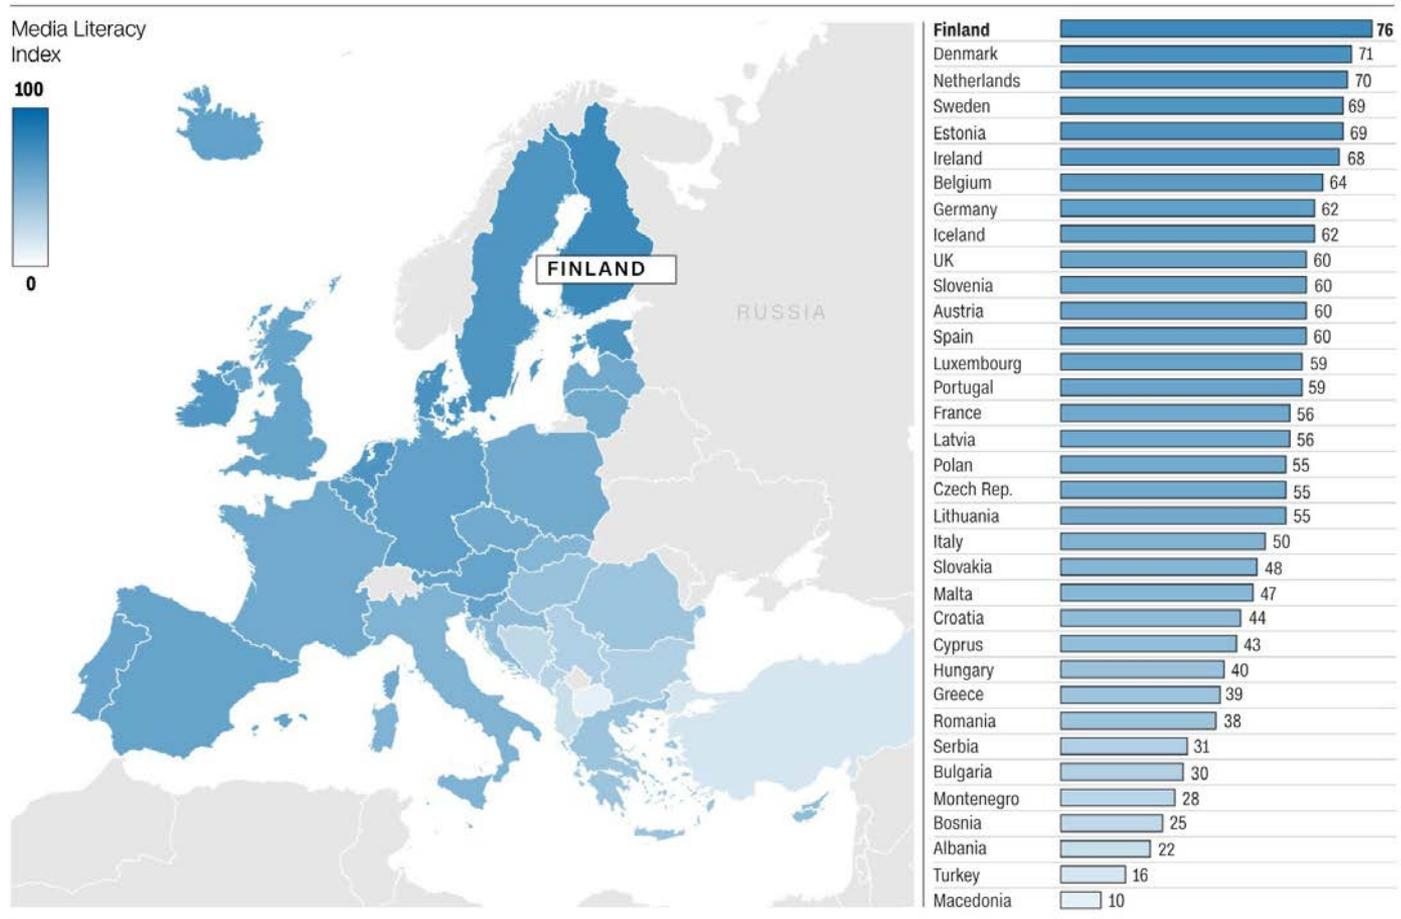 Media Literacy
Index
100
0
FINLAND
RUSSIA
Finland 76
Denmark 71
Netherlands 70
Sweden 69
Estonia 69
Ireland 68
Belgium 64
Germany 62
Iceland 62
UK 60
Slovenia 60
Austria 60
Spain 60
Luxembourg 59
Portugal 59
France 56
Latvia 56
Polan 55
Czech Rep. 55
Lithuania 55
Italy 50
Slovakia 48
Malta 47
Croatia 44
Cyprus 43
Hungary 40
Greece 39
Romania 38
Serbia 31
Bulgaria 30
Montenegro 28
Bosnia 25
Albania 22
Turkey 16
Macedonia 10